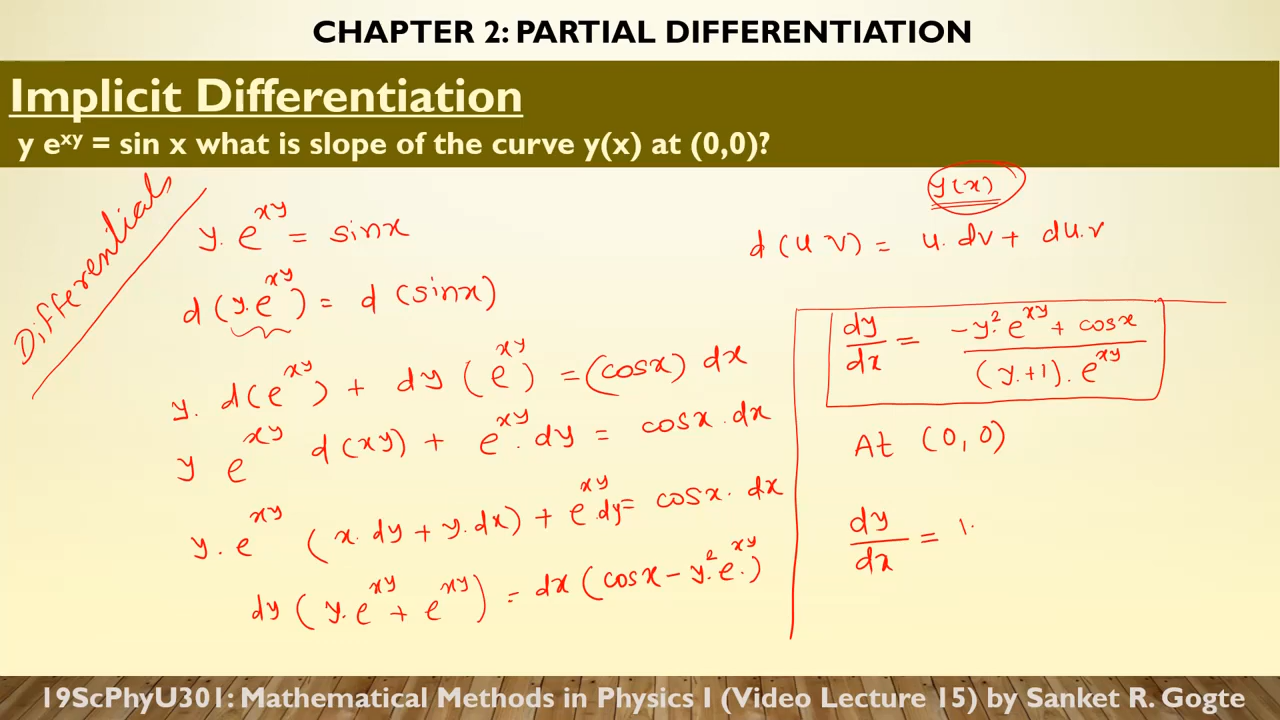 CHAPTER 2: PARTIAL DIFFERENTIATION
Implicit Differentiation
y e^xy = sin x what is slope of the curve y(x) at (0,0)?
Differentials
y. e^xy = sinx
d (y.e^xy) = d (sinx)
y. d(e^xy) + dy (e^xy) = (cosx) dx
y e^xy d(xy) + e^xy. dy = cosx. dx
y. e^xy (x. dy + y. dx) + e^xy. dy = cosx. dx
dy (y. e^xy + e^xy) = dx (cosx - y.^2 e^xy.)
y(x)
d (u v) = u. dv + du. v
dy/dx = (-y.^2 e^xy + cosx)/((y.+1). e^xy)
At (0, 0)
dy/dx = 1.
19ScPhyU301: Mathematical Methods in Physics I (Video Lecture 15) by Sanket R. Gogte